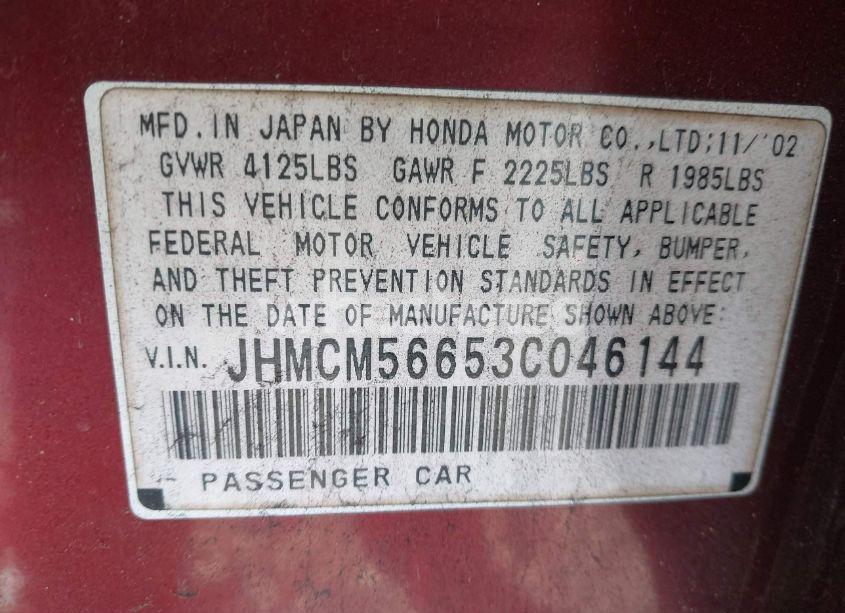 MFD. IN JAPAN BY HONDA MOTOR CO.,LTD; 11/'02
GVWR 4125LBS GAWR F 2225LBS R 1985LBS
THIS VEHICLE CONFORMS TO ALL APPLICABLE
FEDERAL MOTOR VEHICLE SAFETY, BUMPER,
AND THEFT PREVENTION STANDARDS IN EFFECT
ON THE DATE OF MANUFACTURE SHOWN ABOVE:
V.I.N. JHMCM56653C046144
PASSENGER CAR